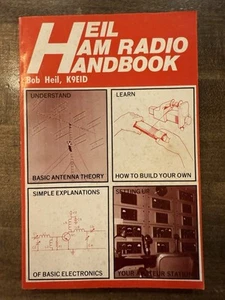 HEIL
HAM RADIO
HANDBOOK
Bob Heil, K9EID
UNDERSTAND
BASIC ANTENNA THEORY
LEARN
HOW TO BUILD YOUR OWN
SIMPLE EXPLANATIONS
OF BASIC ELECTRONICS
SETTING UP
YOUR AMATEUR STATION